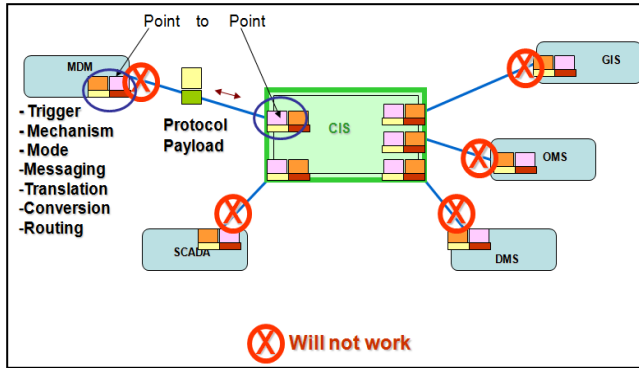 Point to Point
MDM
GIS
- Trigger
- Mechanism
- Mode
-Messaging
-Translation
-Conversion
-Routing
Protocol
Payload
CIS
OMS
SCADA
DMS
X Will not work